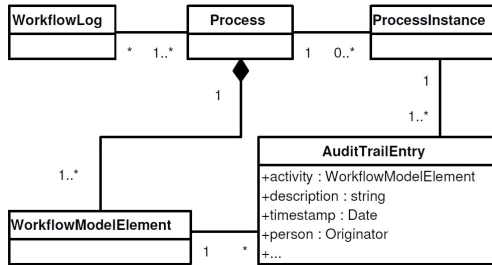 WorkflowLog
Process
ProcessInstance
* 1..*
1 0..*
1
1
1..*
1..*
AuditTrailEntry
+activity : WorkflowModelElement
+description : string
+timestamp : Date
+person : Originator
+...
WorkflowModelElement
1 *